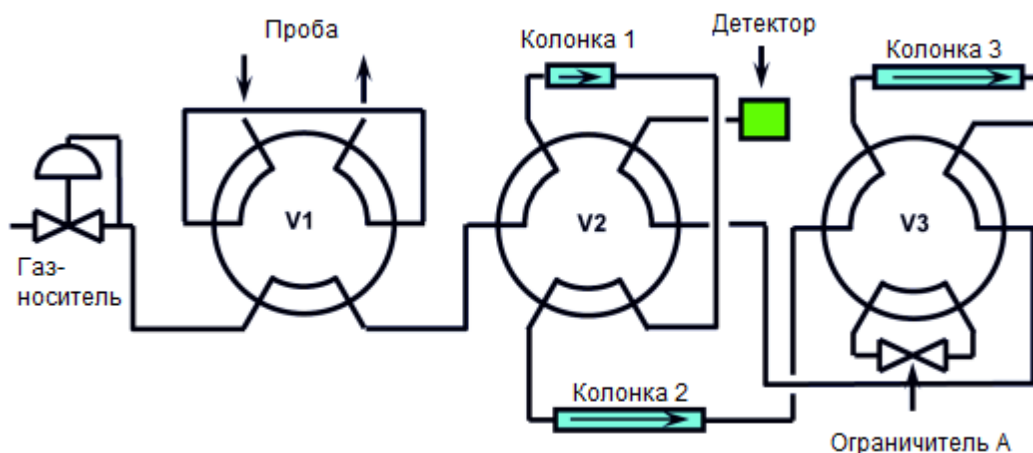 Проба
Колонка 1
Детектор
Колонка 3
V1
V2
V3
Газ-
носитель
Колонка 2
Ограничитель А